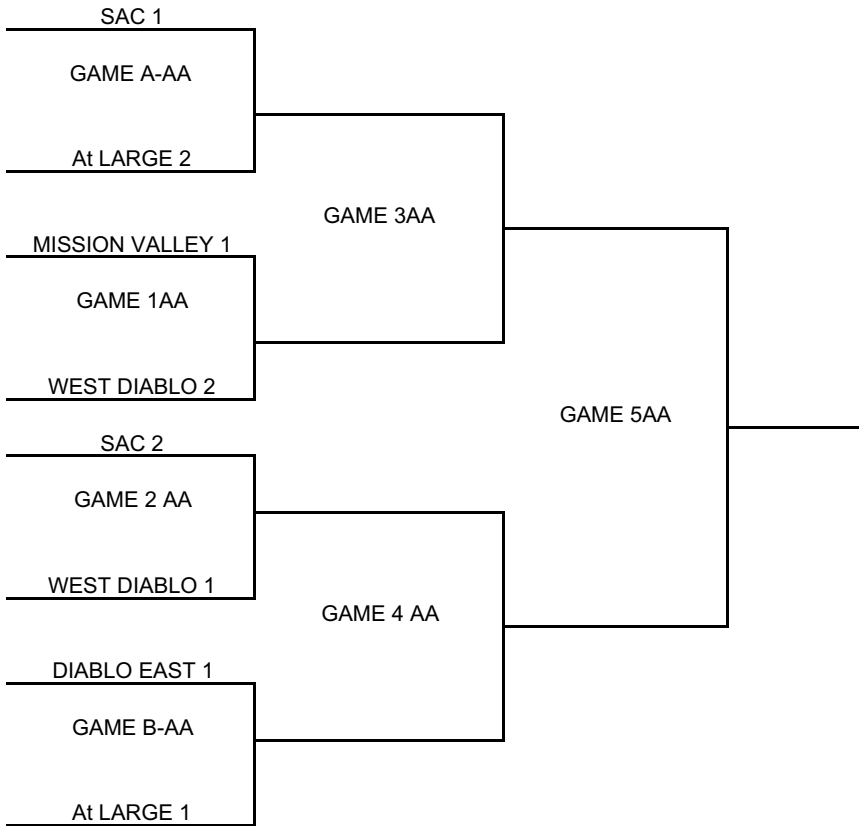 SAC 1
GAME A-AA
At LARGE 2
GAME 3AA
MISSION VALLEY 1
GAME 1AA
WEST DIABLO 2
GAME 5AA
SAC 2
GAME 2 AA
WEST DIABLO 1
GAME 4 AA
DIABLO EAST 1
GAME B-AA
At LARGE 1